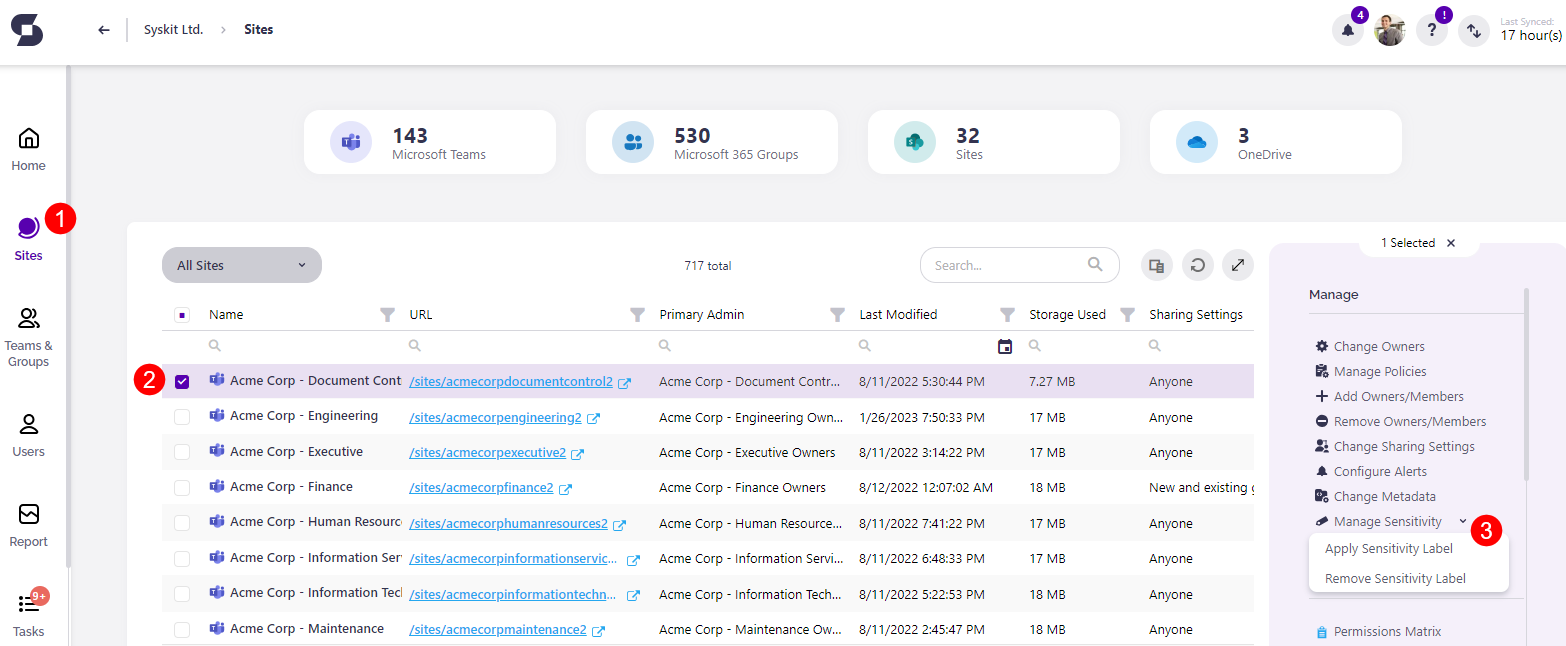 Syskit Ltd. > Sites
4
!
?
Last Synced:
17 hour(s)
Home
1
Sites
Teams &
Groups
Users
Report
9+
Tasks
143
Microsoft Teams
530
Microsoft 365 Groups
32
Sites
3
OneDrive
All Sites
717 total
Search...
Name URL Primary Admin Last Modified Storage Used Sharing Settings
2
Acme Corp - Document Cont /sites/acmecorpdocumentcontrol2 Acme Corp - Document Contr... 8/11/2022 5:30:44 PM 7.27 MB Anyone
Acme Corp - Engineering /sites/acmecorpengineering2 Acme Corp - Engineering Own... 1/26/2023 7:50:33 PM 17 MB Anyone
Acme Corp - Executive /sites/acmecorpexecutive2 Acme Corp - Executive Owners 8/11/2022 3:14:22 PM 17 MB Anyone
Acme Corp - Finance /sites/acmecorpfinance2 Acme Corp - Finance Owners 8/12/2022 12:07:02 AM 18 MB New and existing g
Acme Corp - Human Resourc /sites/acmecorphumanresources2 Acme Corp - Human Resource... 8/11/2022 7:41:22 PM 17 MB Anyone
Acme Corp - Information Ser /sites/acmecorpinformationservic... Acme Corp - Information Servi... 8/11/2022 6:48:33 PM 17 MB Anyone
Acme Corp - Information Tec /sites/acmecorpinformationtechn... Acme Corp - Information Tech... 8/11/2022 5:22:53 PM 18 MB Anyone
Acme Corp - Maintenance /sites/acmecorpmaintenance2 Acme Corp - Maintenance Ow... 8/11/2022 2:45:47 PM 18 MB Anyone
1 Selected
Manage
Change Owners
Manage Policies
Add Owners/Members
Remove Owners/Members
Change Sharing Settings
Configure Alerts
Change Metadata
Manage Sensitivity
3
Apply Sensitivity Label
Remove Sensitivity Label
Permissions Matrix